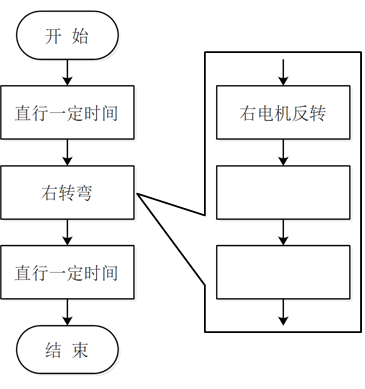 开 始
直行一定时间
右转弯
直行一定时间
结 束
右电机反转